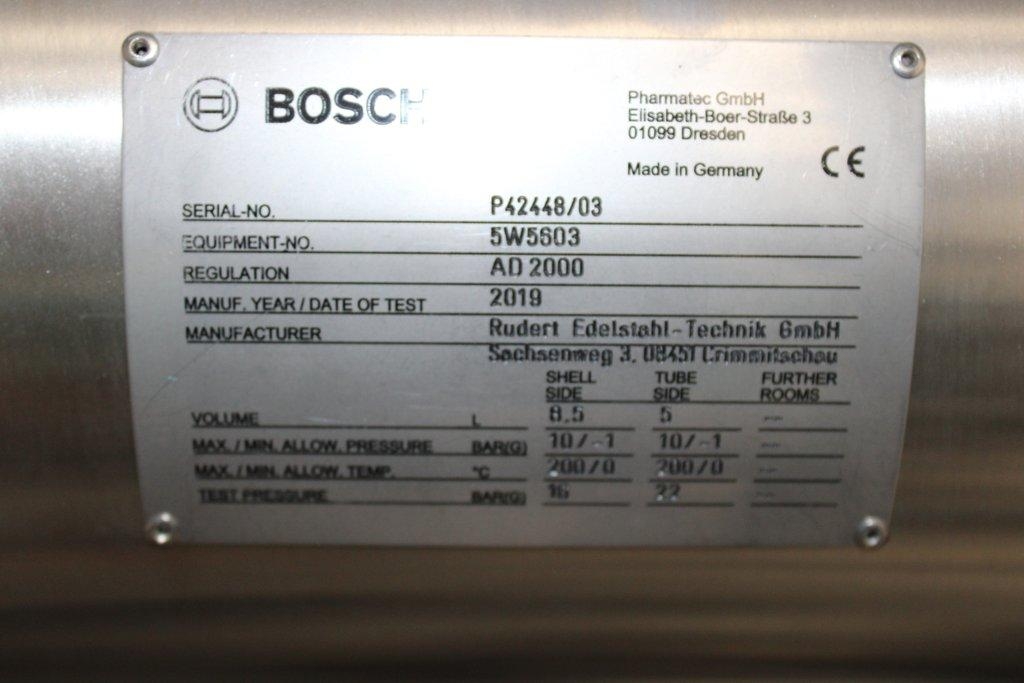 BOSCH
Pharmatec GmbH
Elisabeth-Boer-Straße 3
01099 Dresden
Made in Germany CE
SERIAL-NO. P42448/03
EQUIPMENT-NO. 5W5603
REGULATION AD 2000
MANUF. YEAR / DATE OF TEST 2019
MANUFACTURER Rudert Edelstahl-Technik GmbH
Sachsenweg 3, 08451 Crimmitschau
SHELL SIDE TUBE SIDE FURTHER ROOMS
VOLUME L 8.5 5 --
MAX. / MIN. ALLOW. PRESSURE BAR(G) 10 / -1 10 / -1 --
MAX. / MIN. ALLOW. TEMP. °C 200 / 0 200 / 0 --
TEST PRESSURE BAR(G) 16 22 --